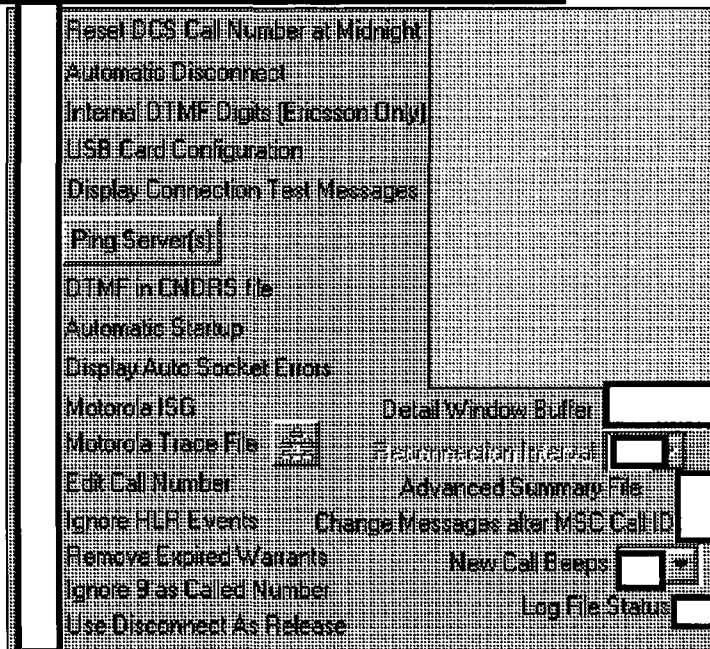 Reset DCS Call Number at Midnight
Automatic Disconnect
Internal DTMF Digits (Ericsson Only)
USB Card Configuration
Display Connection Test Messages
Ping Server(s)
DTMF in CNDRS file
Automatic Startup
Display Auto Socket Errors
Motorola ISG
Detail Window Buffer
Motorola Trace File
Reconnection Interval
Edit Call Number
Advanced Summary File
Ignore HLR Events
Change Messages after MSC Call ID
Remove Expired Warrants
New Call Beeps
Ignore 9 as Called Number
Log File Status
Use Disconnect As Release